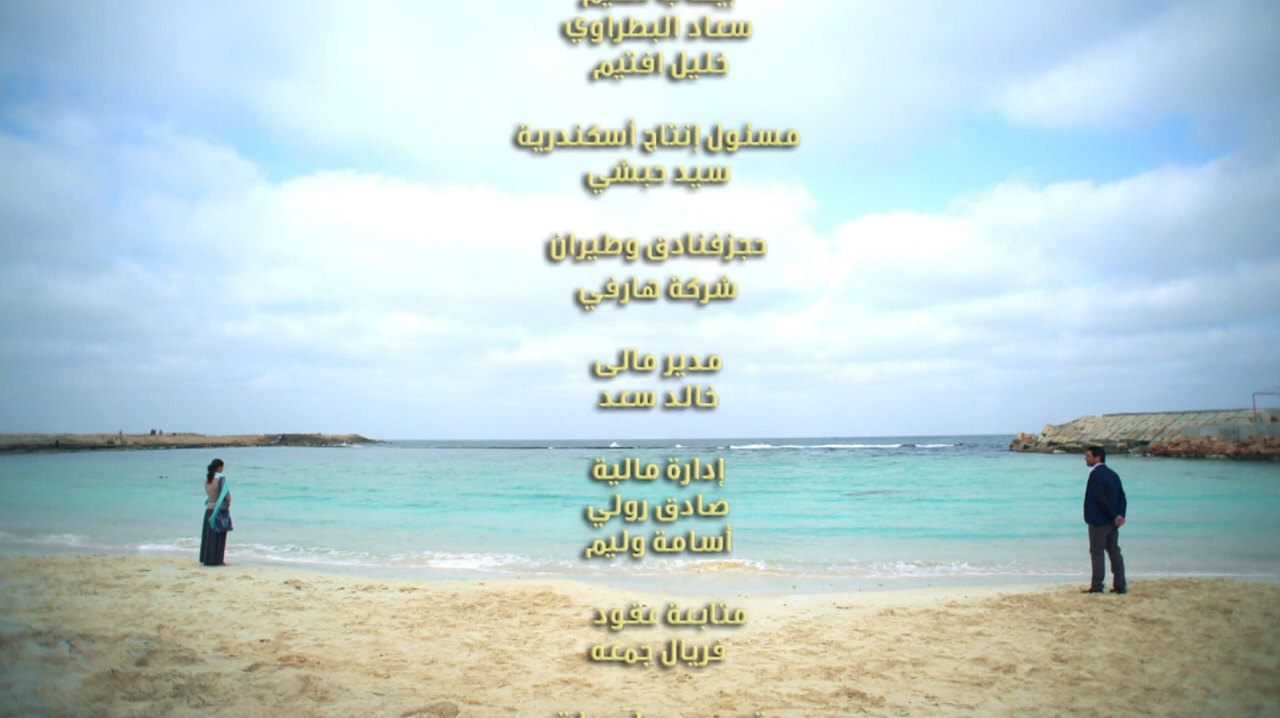 سعاد البطراوي
خليل افتيم
مسئول إنتاج أسكندرية
سيد حبشي
حجزفنادق وطيران
شركة هارفي
مدير مالى
خالد سعد
إدارة مالية
صادق رولي
أسامة وليم
متابعة عقود
فريال جمعه